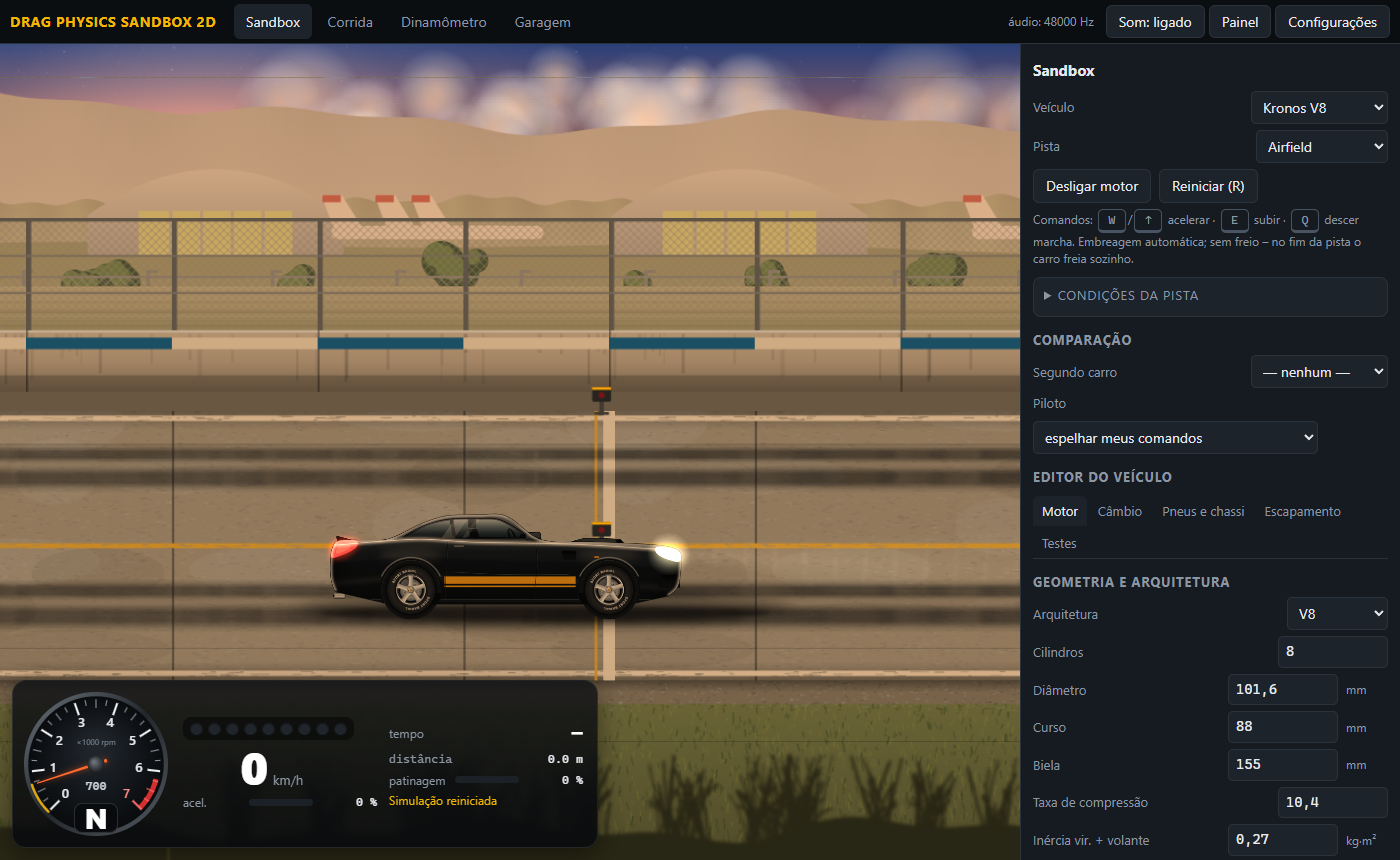 DRAG PHYSICS SANDBOX 2D Sandbox Corrida Dinamômetro Garagem áudio: 48000 Hz Som: ligado Painel Configurações
Sandbox
Veículo Kronos V8
Pista Airfield
Desligar motor Reiniciar (R)
Comandos: W / ↑ acelerar · E subir · Q descer
marcha. Embreagem automática; sem freio – no fim da pista o
carro freia sozinho.
▶ CONDIÇÕES DA PISTA
COMPARAÇÃO
Segundo carro — nenhum —
Piloto
espelhar meus comandos
EDITOR DO VEÍCULO
Motor Câmbio Pneus e chassi Escapamento
Testes
GEOMETRIA E ARQUITETURA
Arquitetura V8
Cilindros 8
Diâmetro 101,6 mm
Curso 88 mm
Biela 155 mm
Taxa de compressão 10,4
Inércia vir. + volante 0,27 kg·m²
0 1 2 3 4 5 6 7
×1000 rpm
700
N
0 km/h
acel. 0 %
tempo –
distância 0.0 m
patinagem 0 %
Simulação reiniciada